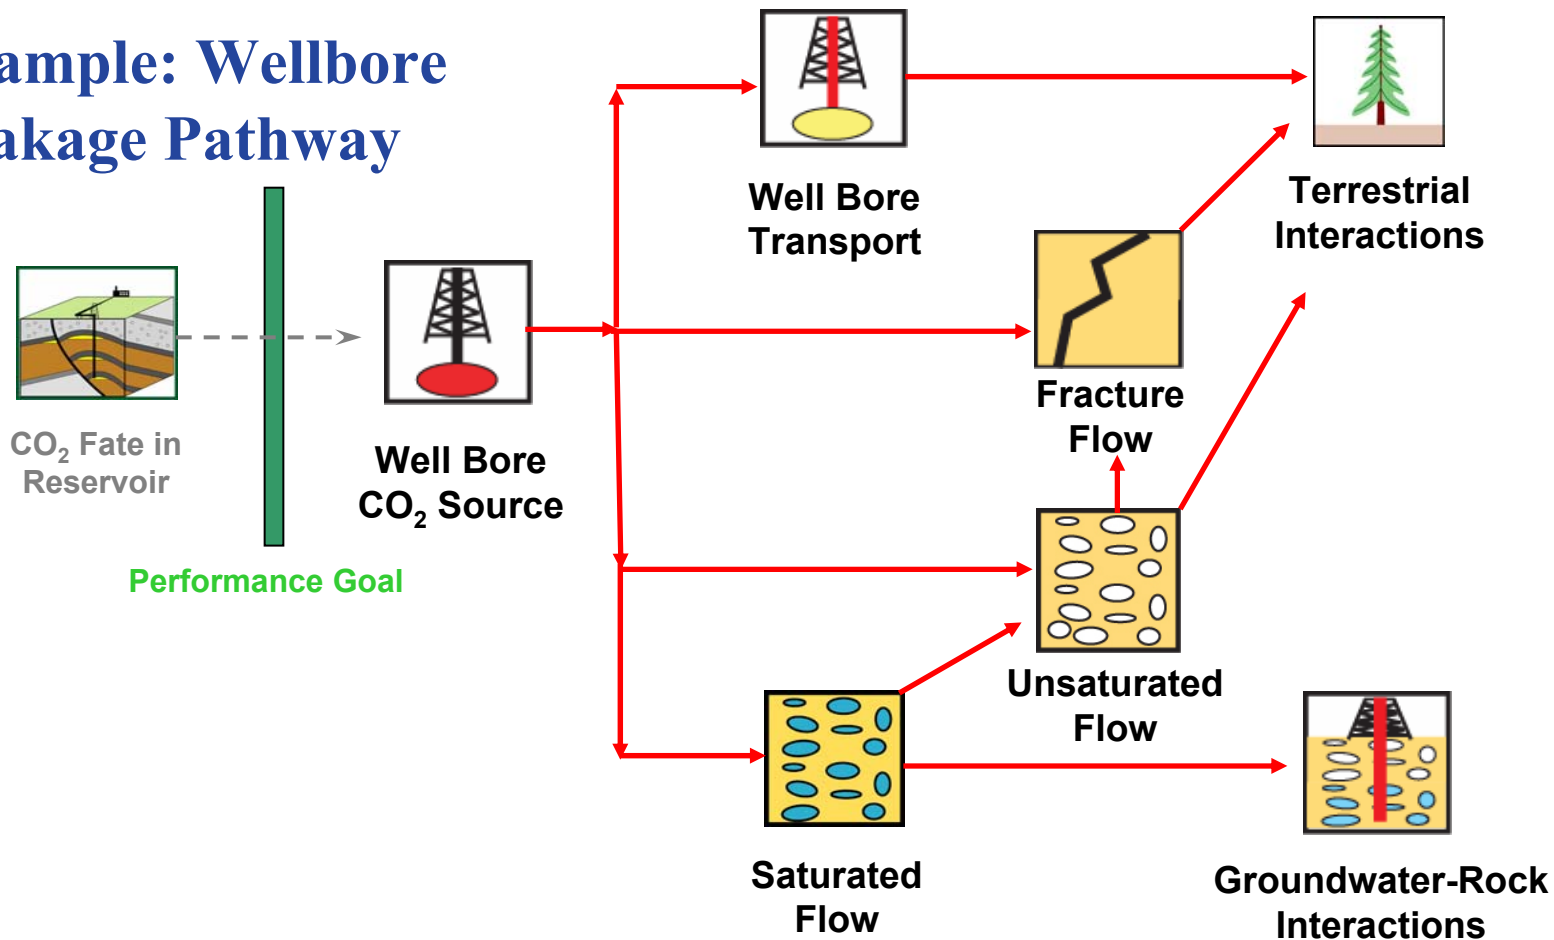 ample: Wellbore
akage Pathway
Well Bore
Transport
Terrestrial
Interactions
CO₂ Fate in
Reservoir
Well Bore
CO₂ Source
Fracture
Flow
Performance Goal
Unsaturated
Flow
Saturated
Flow
Groundwater-Rock
Interactions